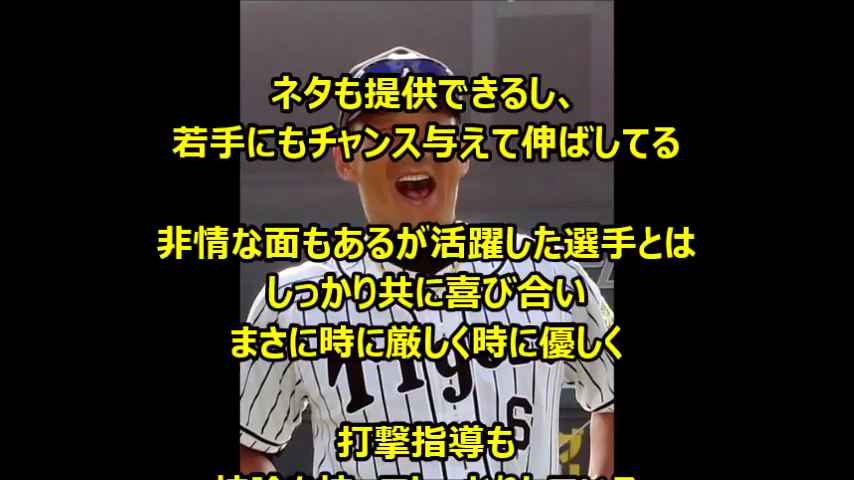 ネタも提供できるし、
若手にもチャンス与えて伸ばしてる
非情な面もあるが活躍した選手とは
しっかり共に喜び合い
まさに時に厳しく時に優しく
Tigers
6
打撃指導も